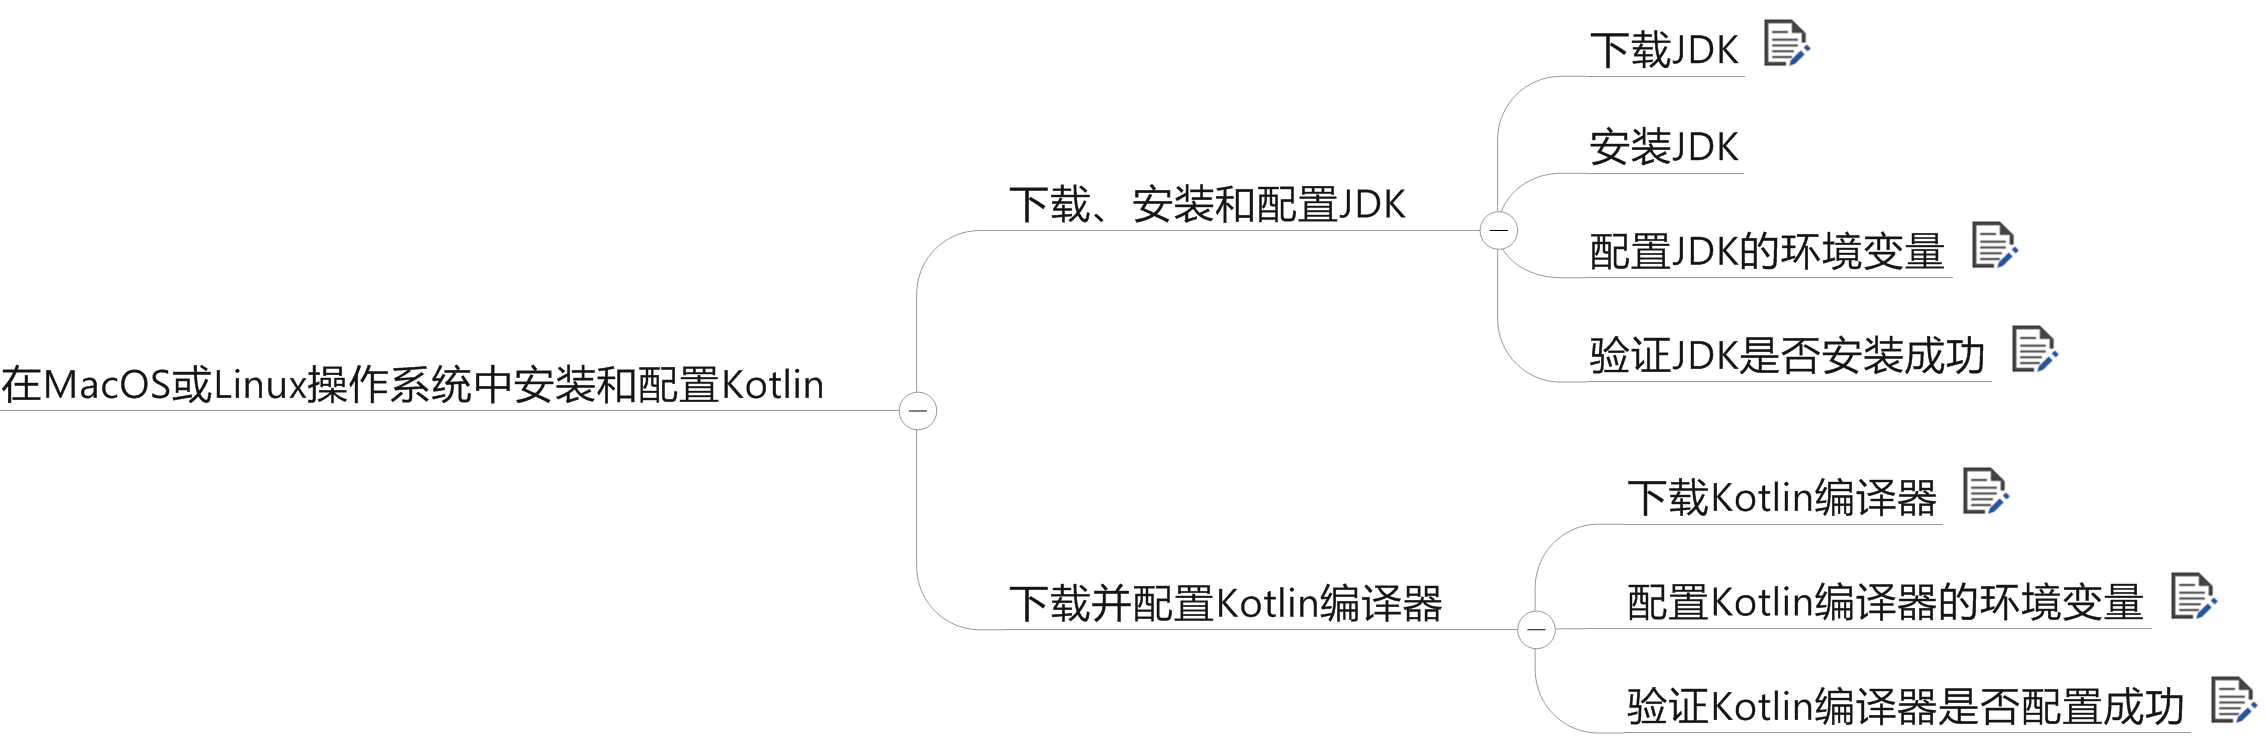 在MacOS或Linux操作系统中安装和配置Kotlin
下载、安装和配置JDK
下载JDK
安装JDK
配置JDK的环境变量
验证JDK是否安装成功
下载并配置Kotlin编译器
下载Kotlin编译器
配置Kotlin编译器的环境变量
验证Kotlin编译器是否配置成功